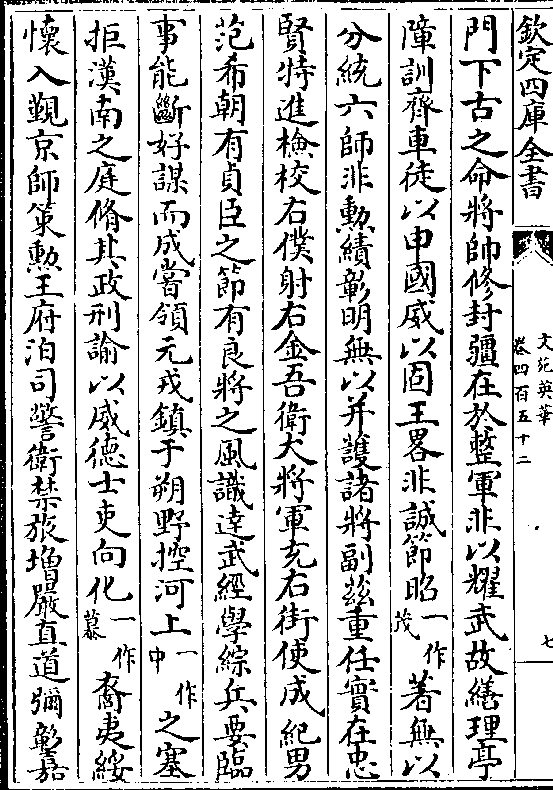 欽定四庫全書
文苑英華
卷四百五十二
七
門下古之命將帥修封疆在於整軍非以耀武故繕理亭
障訓齊車徒以申國威以固王畧非誠節昭一作茂著無以
分統六師非勲績彰明無以并䕶諸將副兹重任實在忠
賢特進檢校右僕射右金吾衛大將軍充右街使成紀男
范希朝有貞臣之節有良將之風識達武經學綜兵要臨
事能斷好謀而成嘗領元戎鎮于朔野控河上一作中之塞
拒漢南之庭脩其政刑諭以威德士吏向化一作慕裔夷綏
懷入覲京師策勲王府洎司警衛禁旅增嚴直道彌彰嘉